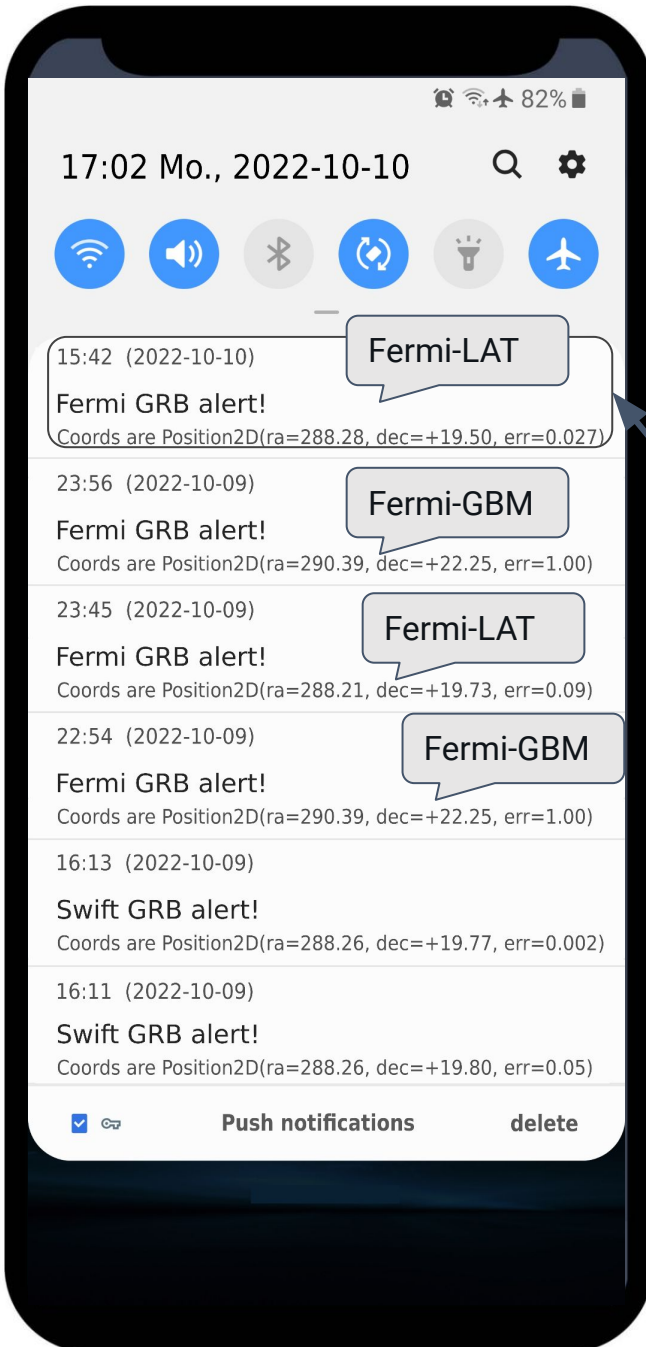 82%
17:02 Mo., 2022-10-10
15:42 (2022-10-10)
Fermi-LAT
Fermi GRB alert!
Coords are Position2D(ra=288.28, dec=+19.50, err=0.027)
23:56 (2022-10-09)
Fermi-GBM
Fermi GRB alert!
Coords are Position2D(ra=290.39, dec=+22.25, err=1.00)
23:45 (2022-10-09)
Fermi-LAT
Fermi GRB alert!
Coords are Position2D(ra=288.21, dec=+19.73, err=0.09)
22:54 (2022-10-09)
Fermi-GBM
Fermi GRB alert!
Coords are Position2D(ra=290.39, dec=+22.25, err=1.00)
16:13 (2022-10-09)
Swift GRB alert!
Coords are Position2D(ra=288.26, dec=+19.77, err=0.002)
16:11 (2022-10-09)
Swift GRB alert!
Coords are Position2D(ra=288.26, dec=+19.80, err=0.05)
Push notifications delete